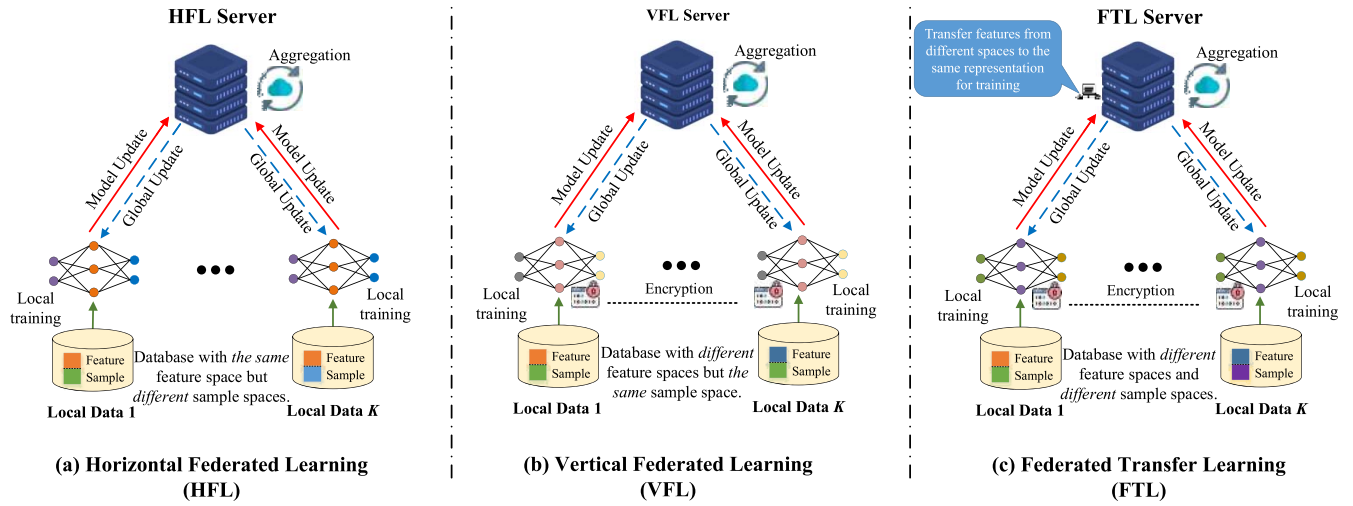 HFL Server
Aggregation
Model Update
Global Update
Global Update
Model Update
Local
training
Local
training
Feature
Sample
Database with the same
feature space but
different sample spaces.
Feature
Sample
Local Data 1
Local Data K
(a) Horizontal Federated Learning
(HFL)
VFL Server
Aggregation
Model Update
Global Update
Global Update
Model Update
Local
training
Encryption
Local
training
Feature
Sample
Database with different
feature spaces but the
same sample space.
Feature
Sample
Local Data 1
Local Data K
(b) Vertical Federated Learning
(VFL)
FTL Server
Transfer features from
different spaces to the
same representation
for training
Aggregation
Model Update
Global Update
Global Update
Model Update
Local
training
Encryption
Local
training
Feature
Sample
Database with different
feature spaces and
different sample spaces.
Feature
Sample
Local Data 1
Local Data K
(c) Federated Transfer Learning
(FTL)